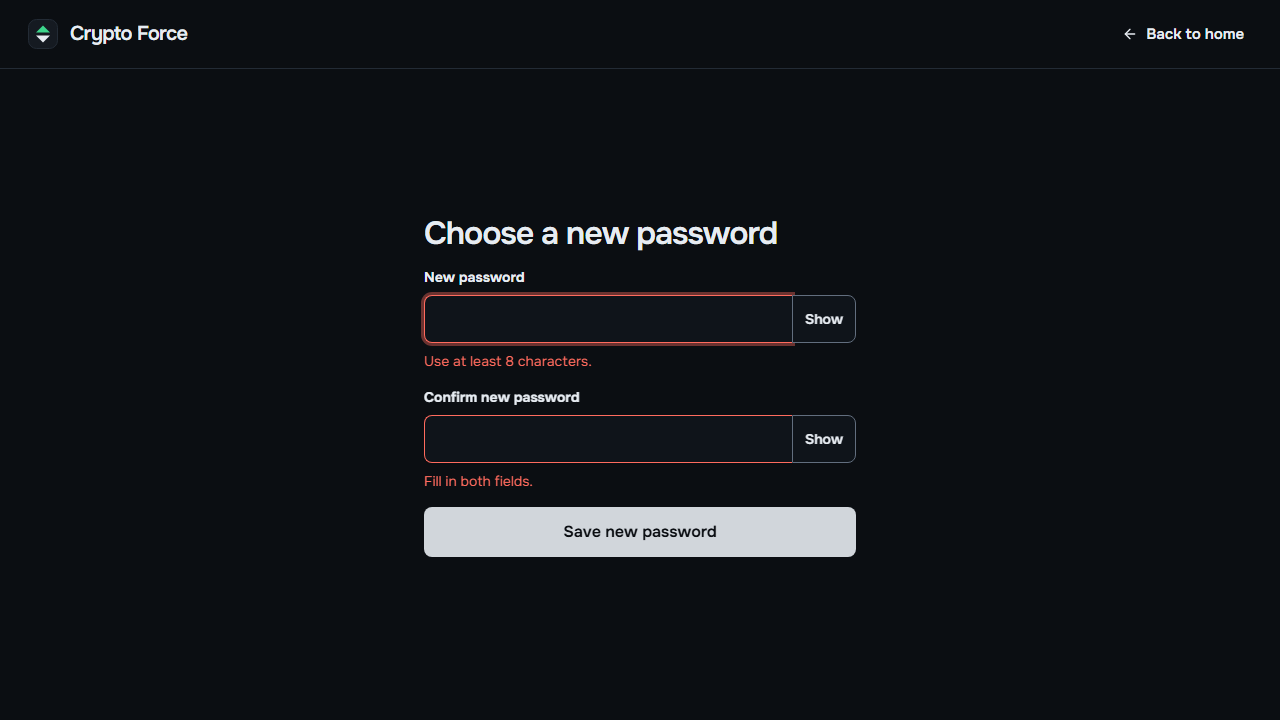 Crypto Force
Back to home
Choose a new password
New password
Show
Use at least 8 characters.
Confirm new password
Show
Fill in both fields.
Save new password